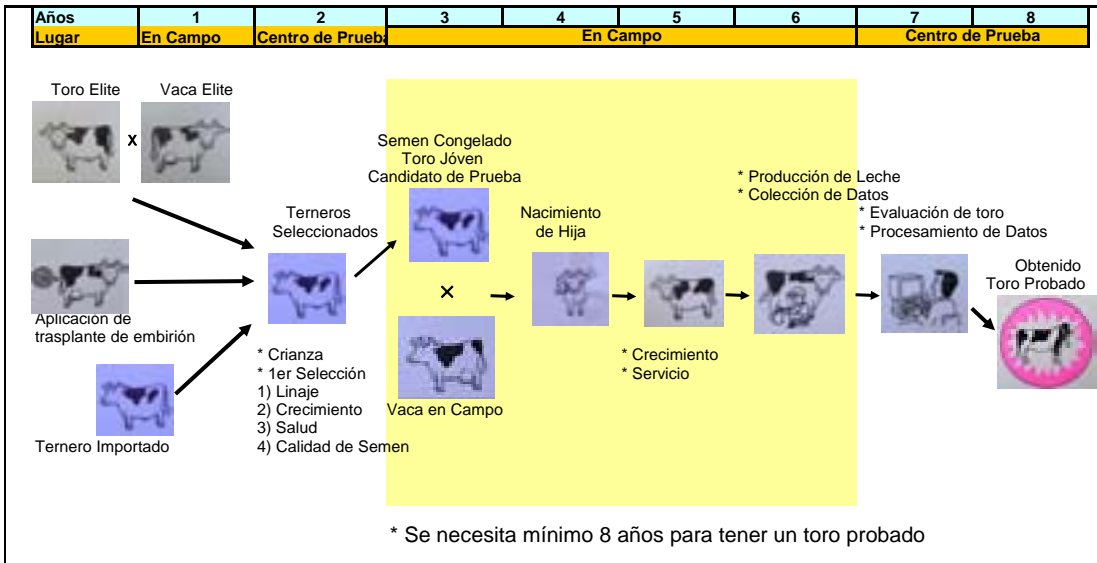 Años 1 2 3 4 5 6 7 8
Lugar En Campo Centro de Prueba En Campo Centro de Prueba
Toro Elite Vaca Elite
x
Aplicación de
trasplante de embirión
Ternero Importado
Terneros
Seleccionados
* Crianza
* 1er Selección
1) Linaje
2) Crecimiento
3) Salud
4) Calidad de Semen
Semen Congelado
Toro Jóven
Candidato de Prueba
×
Vaca en Campo
Nacimiento
de Hija
* Crecimiento
* Servicio
* Producción de Leche
* Colección de Datos
* Evaluación de toro
* Procesamiento de Datos
Obtenido
Toro Probado
* Se necesita mínimo 8 años para tener un toro probado